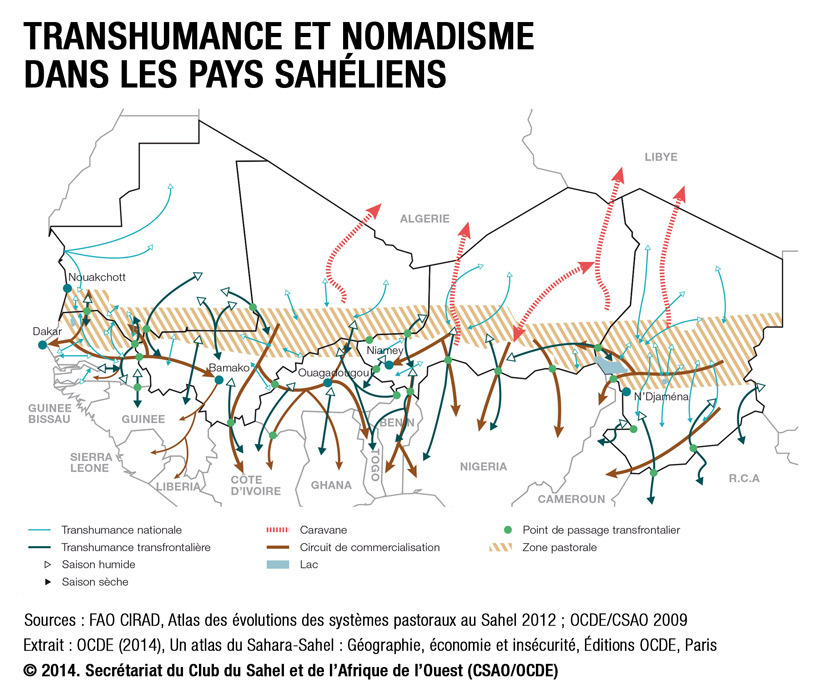 TRANSHUMANCE ET NOMADISME
DANS LES PAYS SAHÉLIENS
LIBYE
ALGERIE
Nouakchott
Dakar
Niamey
Bamako
Ouagadougou
N'Djaména
GUINEE
BISSAU
GUINEE
BENIN
TOGO
SIERRA
LEONE
LIBERIA
CÔTE
D'IVOIRE
GHANA
NIGERIA
CAMEROUN
R.C.A
Transhumance nationale
Transhumance transfrontalière
Saison humide
Saison sèche
Caravane
Circuit de commercialisation
Lac
Point de passage transfrontalier
Zone pastorale
Sources : FAO CIRAD, Atlas des évolutions des systèmes pastoraux au Sahel 2012 ; OCDE/CSAO 2009
Extrait : OCDE (2014), Un atlas du Sahara-Sahel : Géographie, économie et insécurité, Éditions OCDE, Paris
© 2014. Secrétariat du Club du Sahel et de l'Afrique de l'Ouest (CSAO/OCDE)